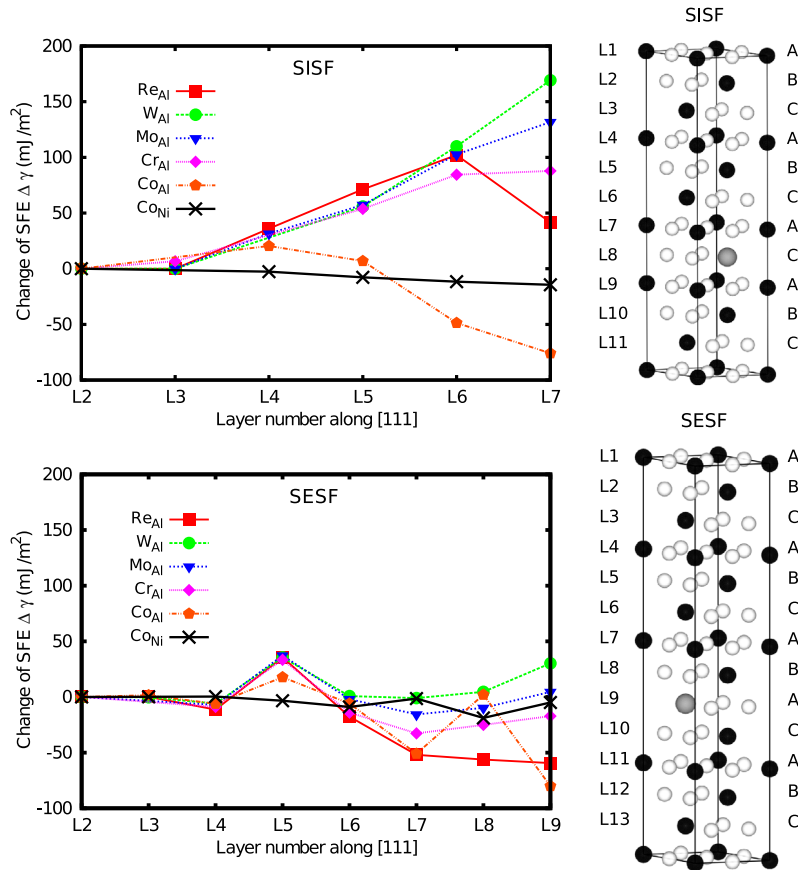 SISF
200
150
100
50
0
-50
-100
Change of SFE Δ γ (mJ/m²)
SISF
Re_Al
W_Al
Mo_Al
Cr_Al
Co_Al
Co_Ni
L2 L3 L4 L5 L6 L7
Layer number along [111]
L1 A
L2 B
L3 C
L4 A
L5 B
L6 C
L7 A
L8 C
L9 A
L10 B
L11 C
SESF
200
150
100
50
0
-50
-100
Change of SFE Δ γ (mJ/m²)
SESF
Re_Al
W_Al
Mo_Al
Cr_Al
Co_Al
Co_Ni
L2 L3 L4 L5 L6 L7 L8 L9
Layer number along [111]
L1 A
L2 B
L3 C
L4 A
L5 B
L6 C
L7 A
L8 B
L9 A
L10 C
L11 A
L12 B
L13 C